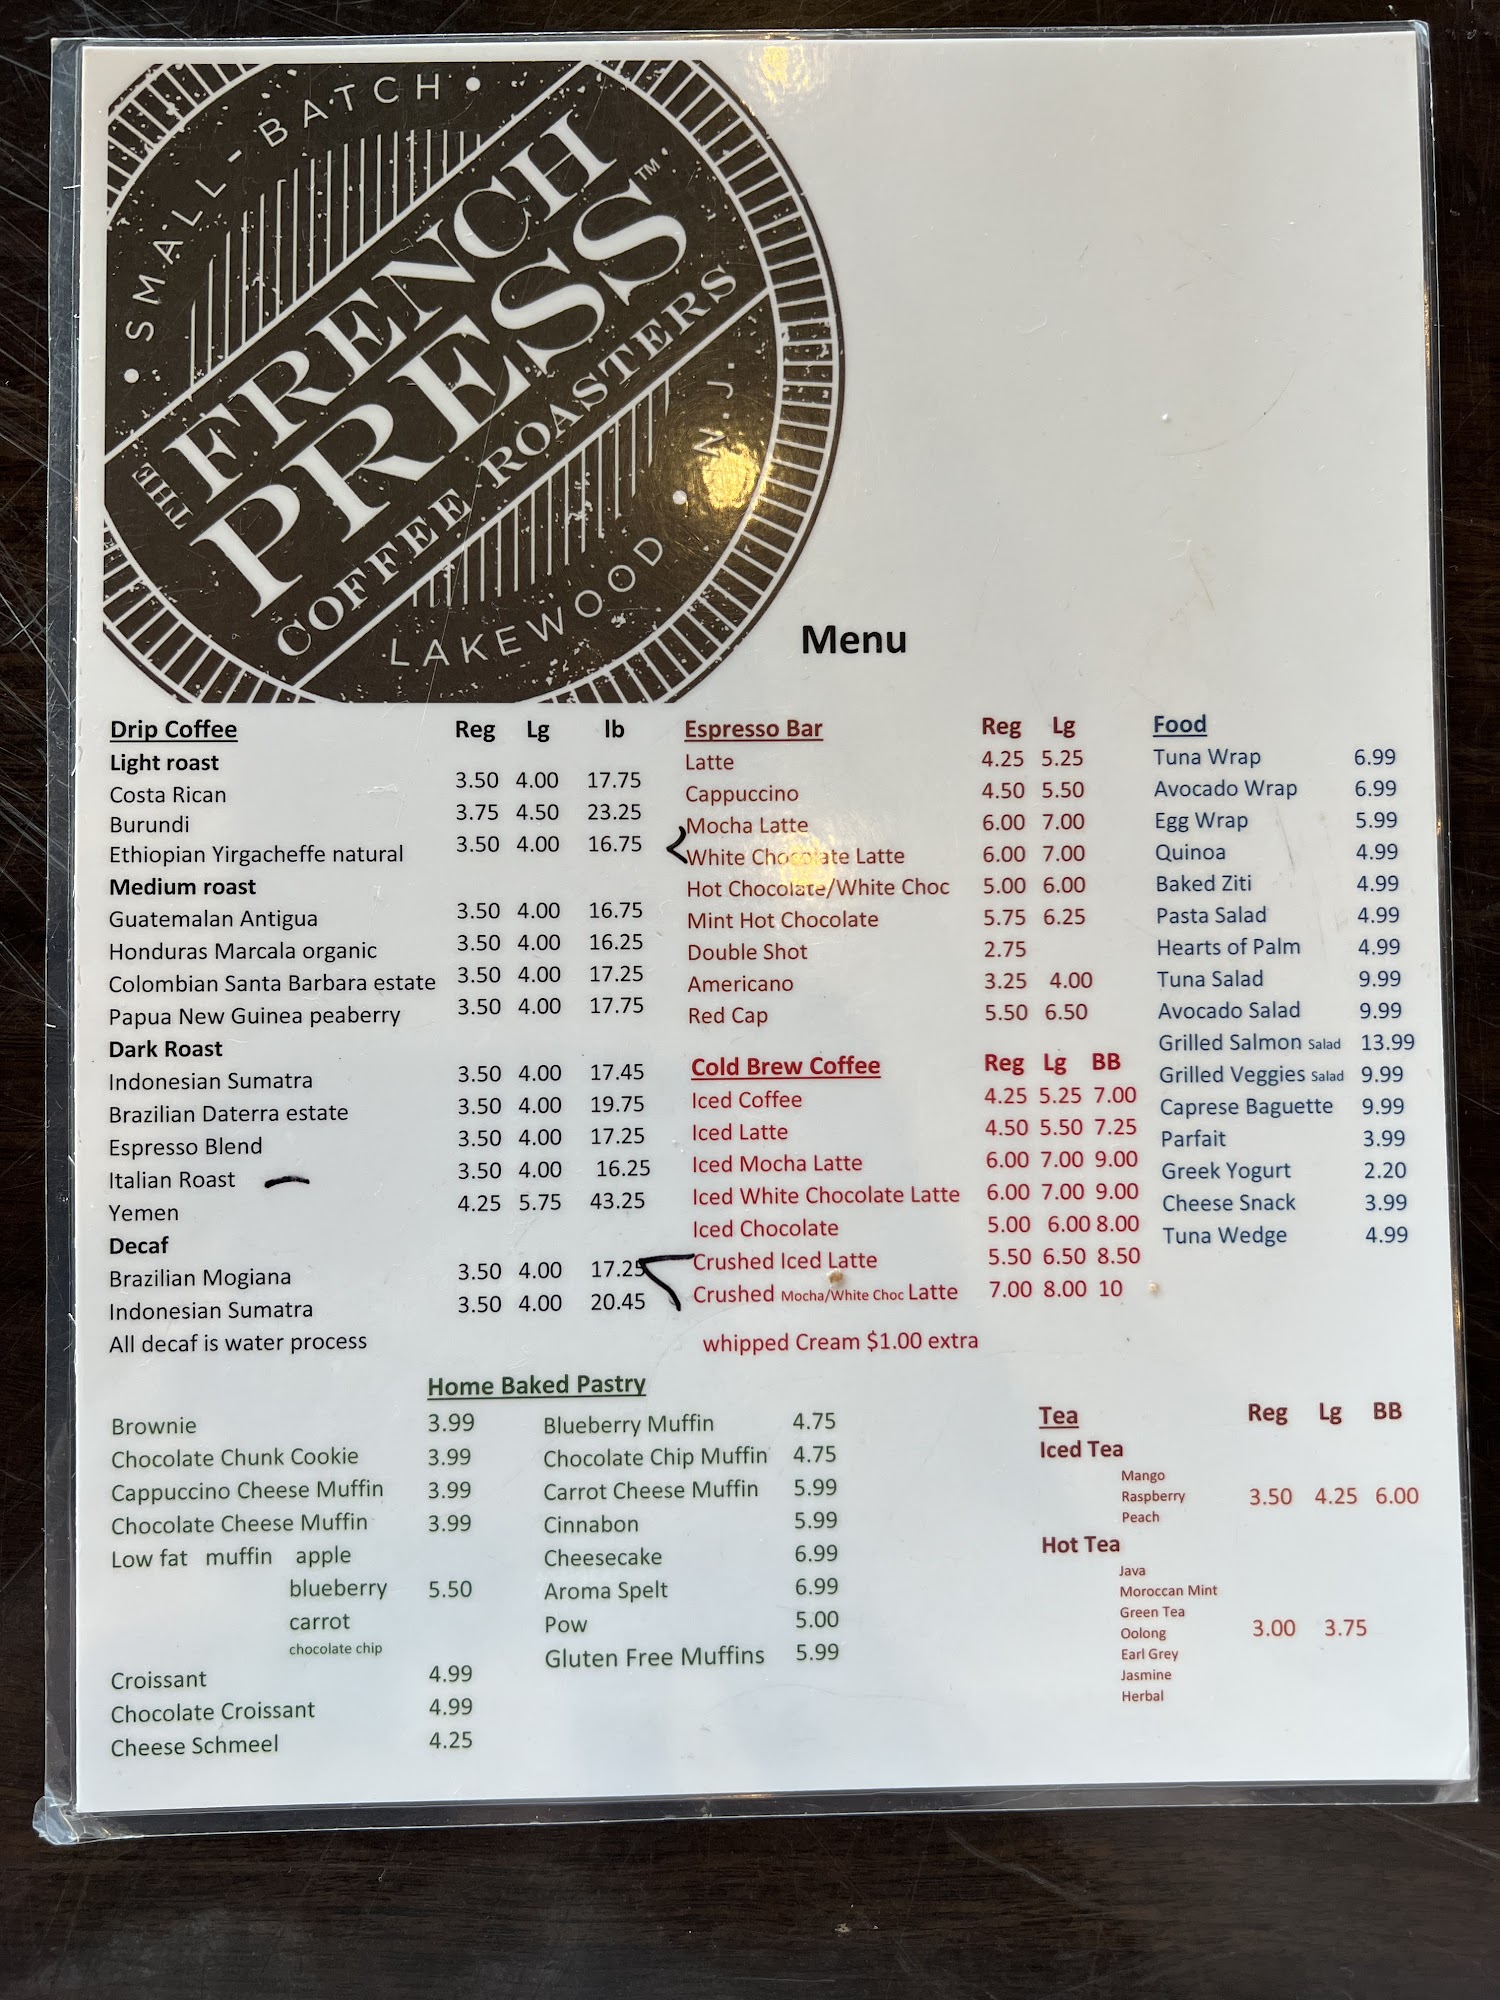 SMALL-BATCH
THE FRENCH
PRESS™
COFFEE ROASTERS
LAKEWOOD • N.J.
Menu
Drip Coffee Reg Lg lb
Light roast
Costa Rican 3.50 4.00 17.75
Burundi 3.75 4.50 23.25
Ethiopian Yirgacheffe natural 3.50 4.00 16.75
Medium roast
Guatemalan Antigua 3.50 4.00 16.75
Honduras Marcala organic 3.50 4.00 16.25
Colombian Santa Barbara estate 3.50 4.00 17.25
Papua New Guinea peaberry 3.50 4.00 17.75
Dark Roast
Indonesian Sumatra 3.50 4.00 17.45
Brazilian Daterra estate 3.50 4.00 19.75
Espresso Blend 3.50 4.00 17.25
Italian Roast 3.50 4.00 16.25
Yemen 4.25 5.75 43.25
Decaf
Brazilian Mogiana 3.50 4.00 17.25
Indonesian Sumatra 3.50 4.00 20.45
All decaf is water process
Espresso Bar Reg Lg
Latte 4.25 5.25
Cappuccino 4.50 5.50
Mocha Latte 6.00 7.00
White Chocolate Latte 6.00 7.00
Hot Chocolate/White Choc 5.00 6.00
Mint Hot Chocolate 5.75 6.25
Double Shot 2.75
Americano 3.25 4.00
Red Cap 5.50 6.50
Cold Brew Coffee Reg Lg BB
Iced Coffee 4.25 5.25 7.00
Iced Latte 4.50 5.50 7.25
Iced Mocha Latte 6.00 7.00 9.00
Iced White Chocolate Latte 6.00 7.00 9.00
Iced Chocolate 5.00 6.00 8.00
Crushed Iced Latte 5.50 6.50 8.50
Crushed Mocha/White Choc Latte 7.00 8.00 10
whipped Cream $1.00 extra
Food
Tuna Wrap 6.99
Avocado Wrap 6.99
Egg Wrap 5.99
Quinoa 4.99
Baked Ziti 4.99
Pasta Salad 4.99
Hearts of Palm 4.99
Tuna Salad 9.99
Avocado Salad 9.99
Grilled Salmon Salad 13.99
Grilled Veggies Salad 9.99
Caprese Baguette 9.99
Parfait 3.99
Greek Yogurt 2.20
Cheese Snack 3.99
Tuna Wedge 4.99
Home Baked Pastry
Brownie 3.99
Chocolate Chunk Cookie 3.99
Cappuccino Cheese Muffin 3.99
Chocolate Cheese Muffin 3.99
Low fat muffin apple
blueberry 5.50
carrot
chocolate chip
Croissant 4.99
Chocolate Croissant 4.99
Cheese Schmeel 4.25
Blueberry Muffin 4.75
Chocolate Chip Muffin 4.75
Carrot Cheese Muffin 5.99
Cinnabon 5.99
Cheesecake 6.99
Aroma Spelt 6.99
Pow 5.00
Gluten Free Muffins 5.99
Tea Reg Lg BB
Iced Tea
Mango
Raspberry 3.50 4.25 6.00
Peach
Hot Tea
Java
Moroccan Mint
Green Tea
Oolong 3.00 3.75
Earl Grey
Jasmine
Herbal